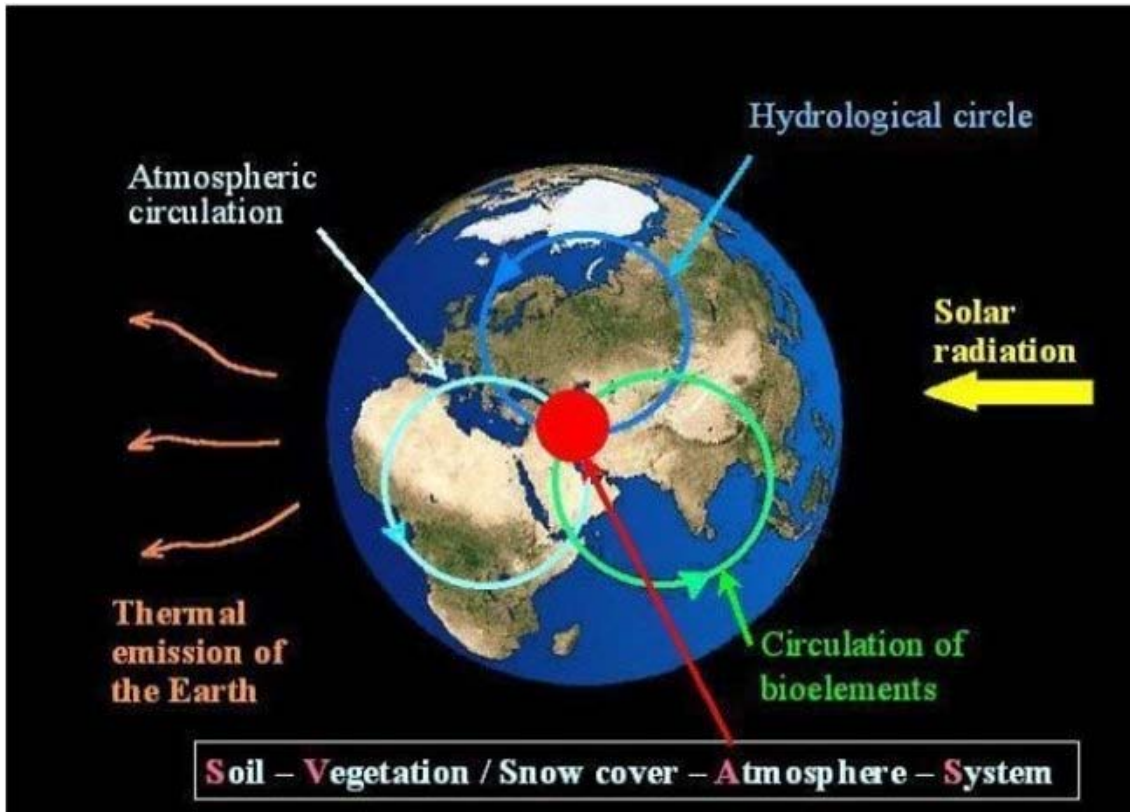 Hydrological circle
Atmospheric
circulation
Solar
radiation
Thermal
emission of
the Earth
Circulation of
bioelements
Soil – Vegetation / Snow cover – Atmosphere – System